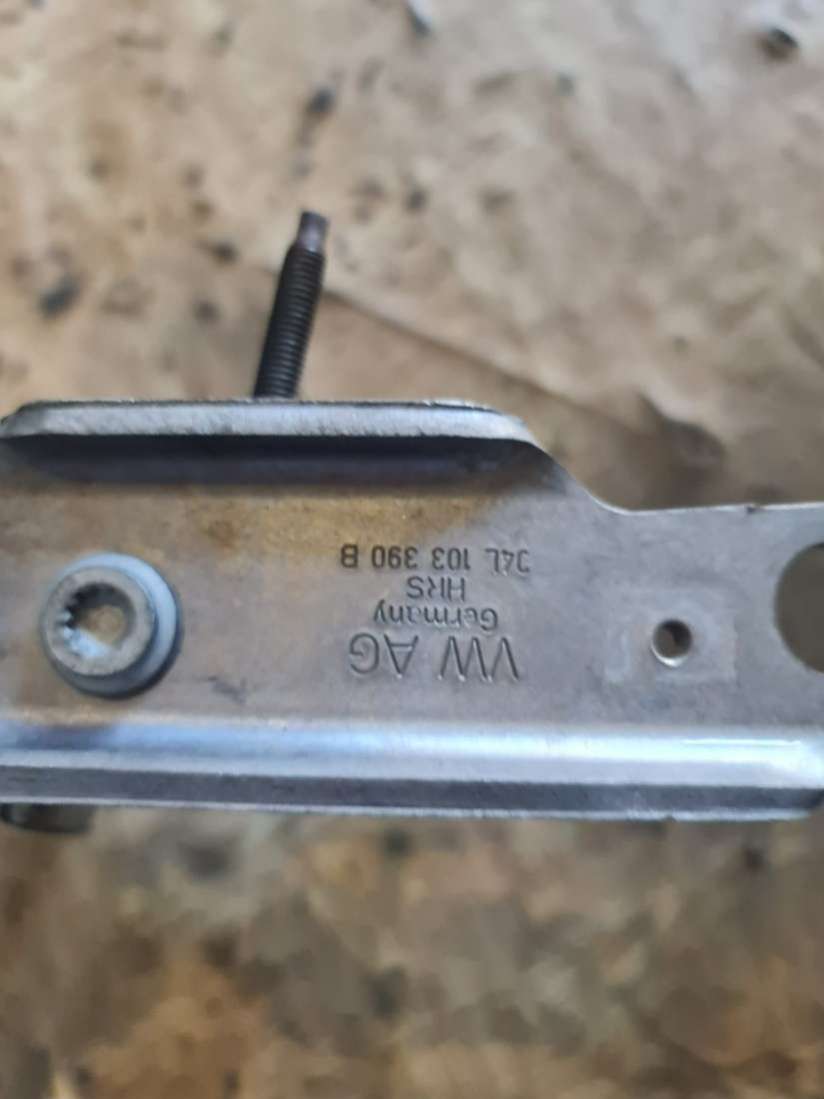 VW AG
Germany
HRS
04L 103 390 B